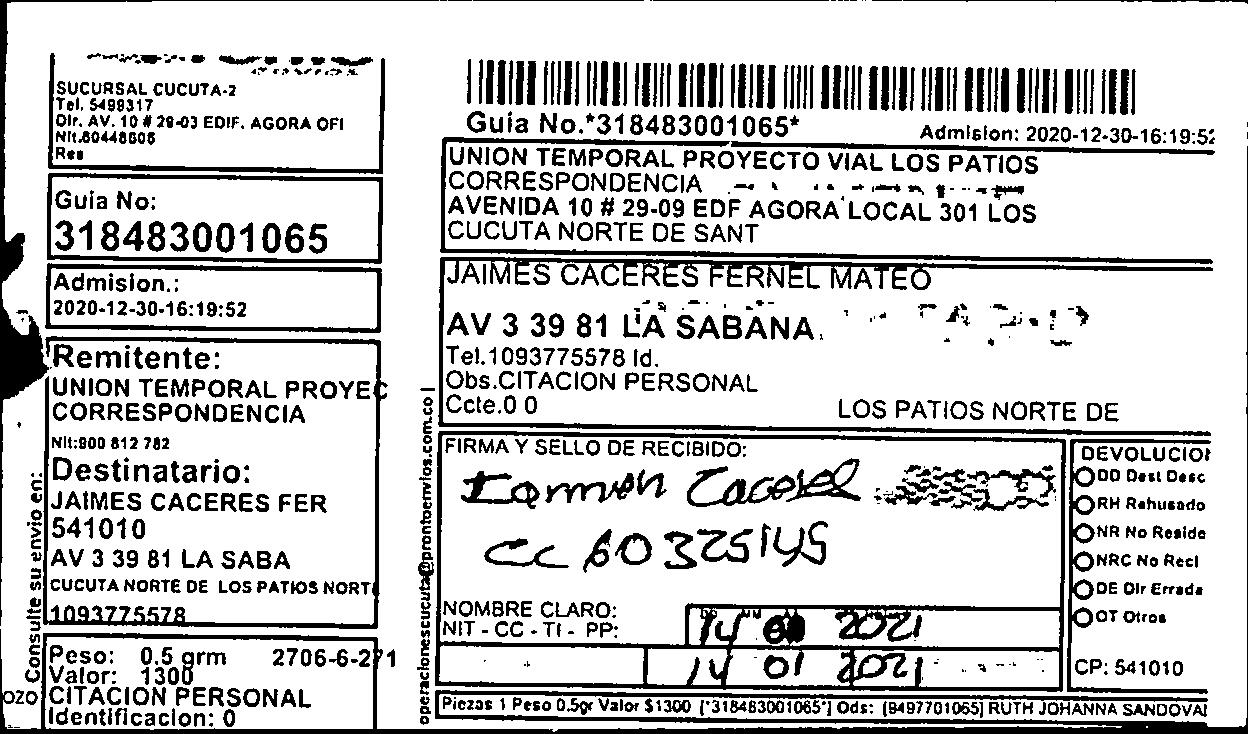 SUCURSAL CUCUTA-2
Tel. 5499317
Dir. AV. 10 # 29-03 EDIF. AGORA OFI
Nit.80448606
Res
Guia No:
318483001065
Admision.:
2020-12-30-16:19:52
Remitente:
UNION TEMPORAL PROYEC
CORRESPONDENCIA
Nit:900 812 782
Destinatario:
JAIMES CACERES FER
541010
AV 3 39 81 LA SABA
CUCUTA NORTE DE LOS PATIOS NORT
1093775578
Peso: 0.5 grm 2706-6-271
Valor: 1300
CITACION PERSONAL
Identificacion: 0
Consulte su envio en:
ozo
operacionescucuta@prontoenvios.com.co |
Guia No.*318483001065*
Admision: 2020-12-30-16:19:52
UNION TEMPORAL PROYECTO VIAL LOS PATIOS
CORRESPONDENCIA
AVENIDA 10 # 29-09 EDF AGORA LOCAL 301 LOS
CUCUTA NORTE DE SANT
JAIMES CACERES FERNEL MATEO
AV 3 39 81 LA SABANA
Tel.1093775578 Id.
Obs.CITACION PERSONAL
Ccte.0 0
LOS PATIOS NORTE DE
FIRMA Y SELLO DE RECIBIDO:
CC 60325145
NOMBRE CLARO:
NIT - CC - TI - PP:
14 2021
14 01 2021
DEVOLUCIO
DD Dest Desc
RH Rehusado
NR No Reside
NRC No Recl
DE Dir Errada
OT Otros
CP: 541010
Piezas 1 Peso 0.5gr Valor $1300 [*318483001065*] Ods: [9497701065] RUTH JOHANNA SANDOVAL